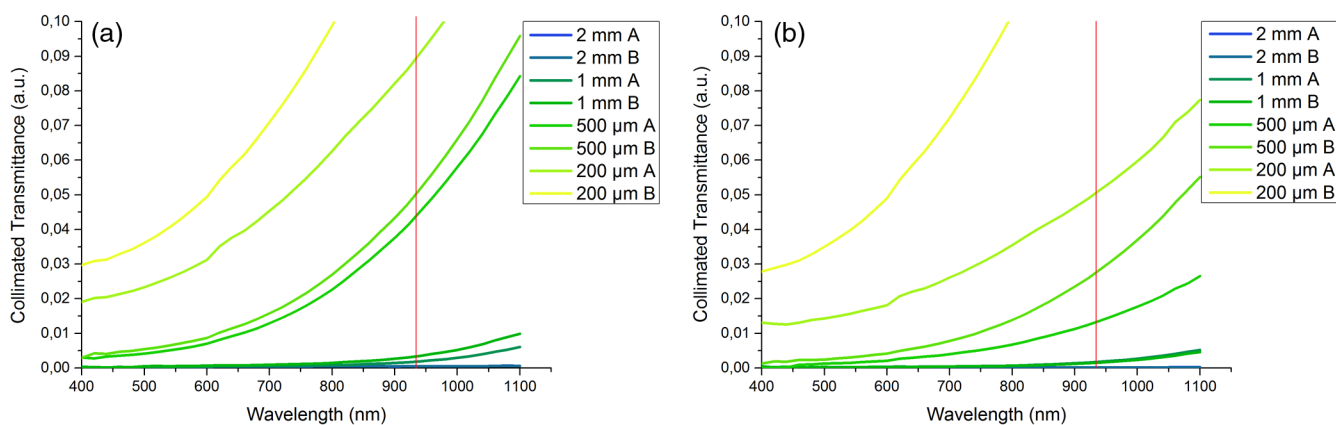 (a)
Collimated Transmittance (a.u.)
0,10
0,09
0,08
0,07
0,06
0,05
0,04
0,03
0,02
0,01
0,00
400 500 600 700 800 900 1000 1100
Wavelength (nm)
2 mm A
2 mm B
1 mm A
1 mm B
500 µm A
500 µm B
200 µm A
200 µm B
(b)
Collimated Transmittance (a.u.)
0,10
0,09
0,08
0,07
0,06
0,05
0,04
0,03
0,02
0,01
0,00
400 500 600 700 800 900 1000 1100
Wavelength (nm)
2 mm A
2 mm B
1 mm A
1 mm B
500 µm A
500 µm B
200 µm A
200 µm B